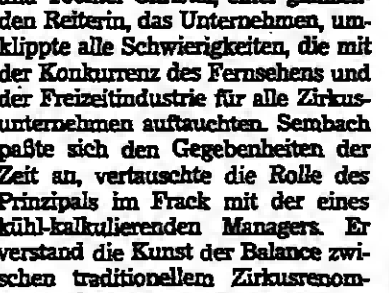 den Reiterin, das Unternehmen, um-
klippte alle Schwierigkeiten, die mit
der Konkurrenz des Fernsehens und
der Freizeitindustrie für alle Zirkus-
unternehmen auftauchten. Sembach
paßte sich den Gegebenheiten der
Zeit an, vertauschte die Rolle des
Prinzipals im Frack mit der eines
kühl-kalkulierenden Managers. Er
verstand die Kunst der Balance zwi-
schen traditionellem Zirkusrenom-